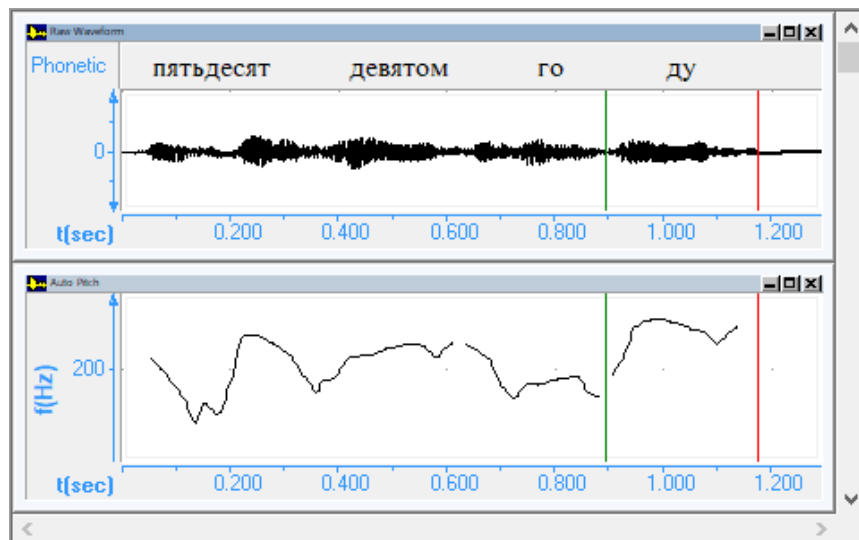 Raw Waveform
Phonetic пятьдесят девятом го ду
0
t(sec) 0.200 0.400 0.600 0.800 1.000 1.200
Auto Pitch
200
f(Hz)
t(sec) 0.200 0.400 0.600 0.800 1.000 1.200